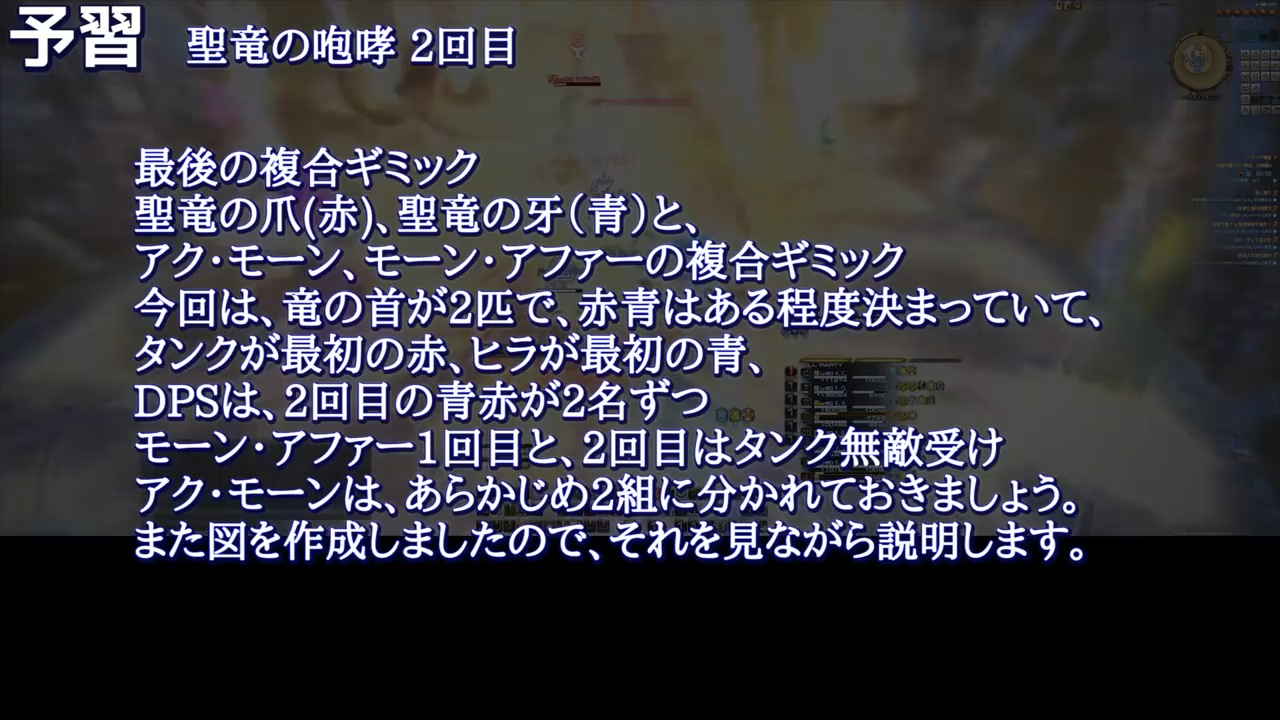 予習
聖竜の咆哮 2回目
最後の複合ギミック
聖竜の爪(赤)、聖竜の牙（青）と、
アク・モーン、モーン・アファーの複合ギミック
今回は、竜の首が2匹で、赤青はある程度決まっていて、
タンクが最初の赤、ヒラが最初の青、
DPSは、2回目の青赤が2名ずつ
モーン・アファー1回目と、2回目はタンク無敵受け
アク・モーンは、あらかじめ2組に分かれておきましょう。
また図を作成しましたので、それを見ながら説明します。